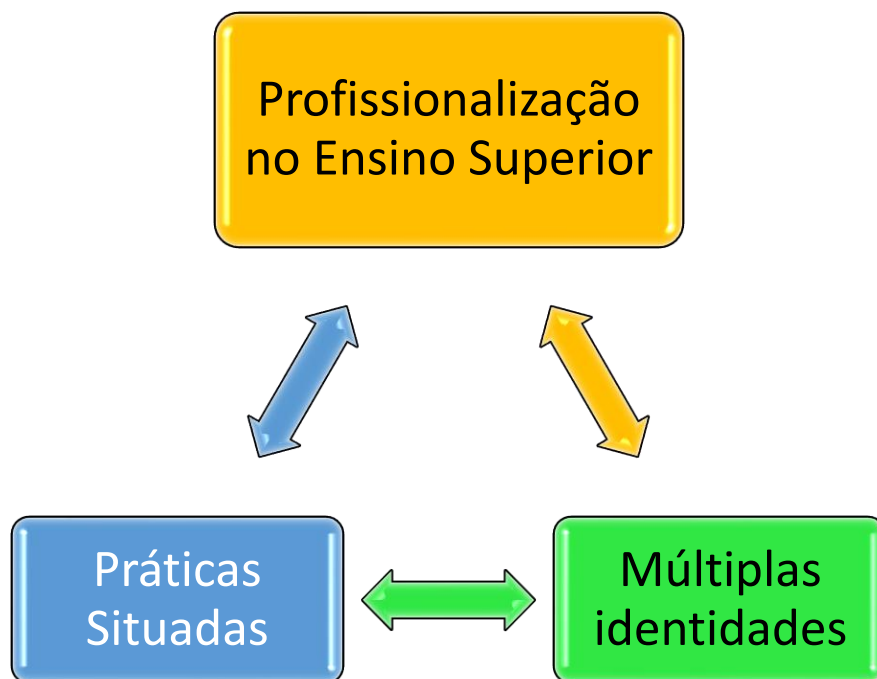 Profissionalização
no Ensino Superior
Práticas
Situadas
Múltiplas
identidades